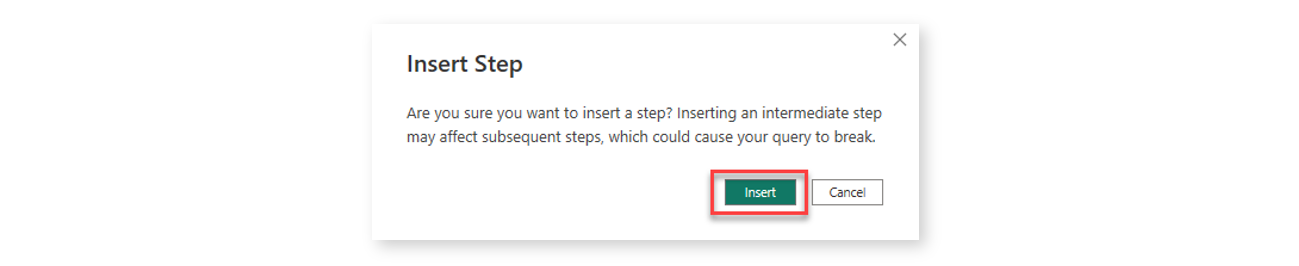 Insert Step
Are you sure you want to insert a step? Inserting an intermediate step
may affect subsequent steps, which could cause your query to break.
Insert
Cancel